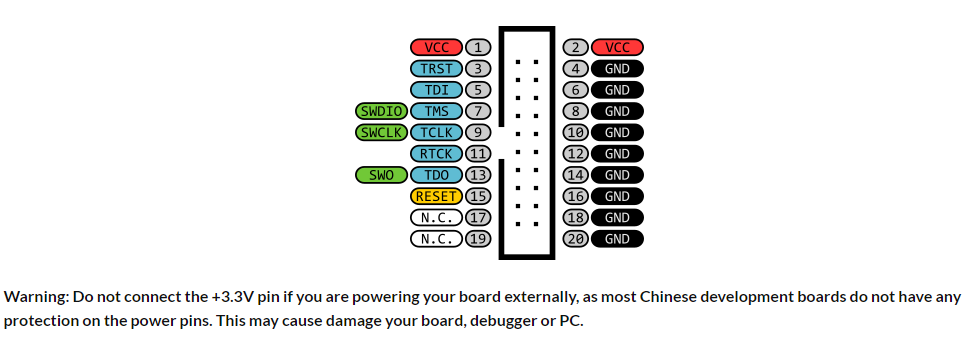 VCC 1 2 VCC
TRST 3 4 GND
TDI 5 6 GND
SWDIO TMS 7 8 GND
SWCLK TCLK 9 10 GND
RTCK 11 12 GND
SWO TDO 13 14 GND
RESET 15 16 GND
N.C. 17 18 GND
N.C. 19 20 GND
Warning: Do not connect the +3.3V pin if you are powering your board externally, as most Chinese development boards do not have any
protection on the power pins. This may cause damage your board, debugger or PC.